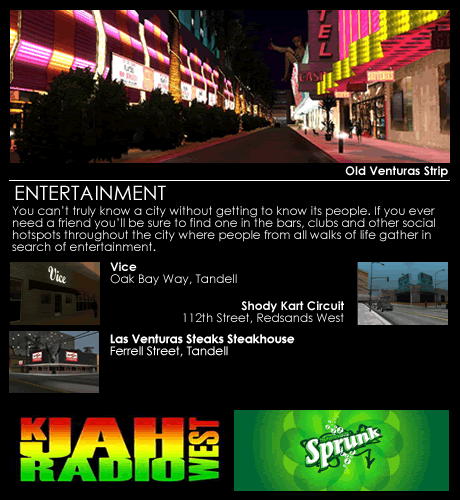 TEL
CASINO
Old Venturas Strip
ENTERTAINMENT
You can't truly know a city without getting to know its people. If you ever
need a friend you'll be sure to find one in the bars, clubs and other social
hotspots throughout the city where people from all walks of life gather in
search of entertainment.
Vice
Vice
Oak Bay Way, Tandell
Shody Kart Circuit
112th Street, Redsands West
Las Venturas Steaks Steakhouse
Ferrell Street, Tandell
K JAH
RADIO
WEST
Sprunk